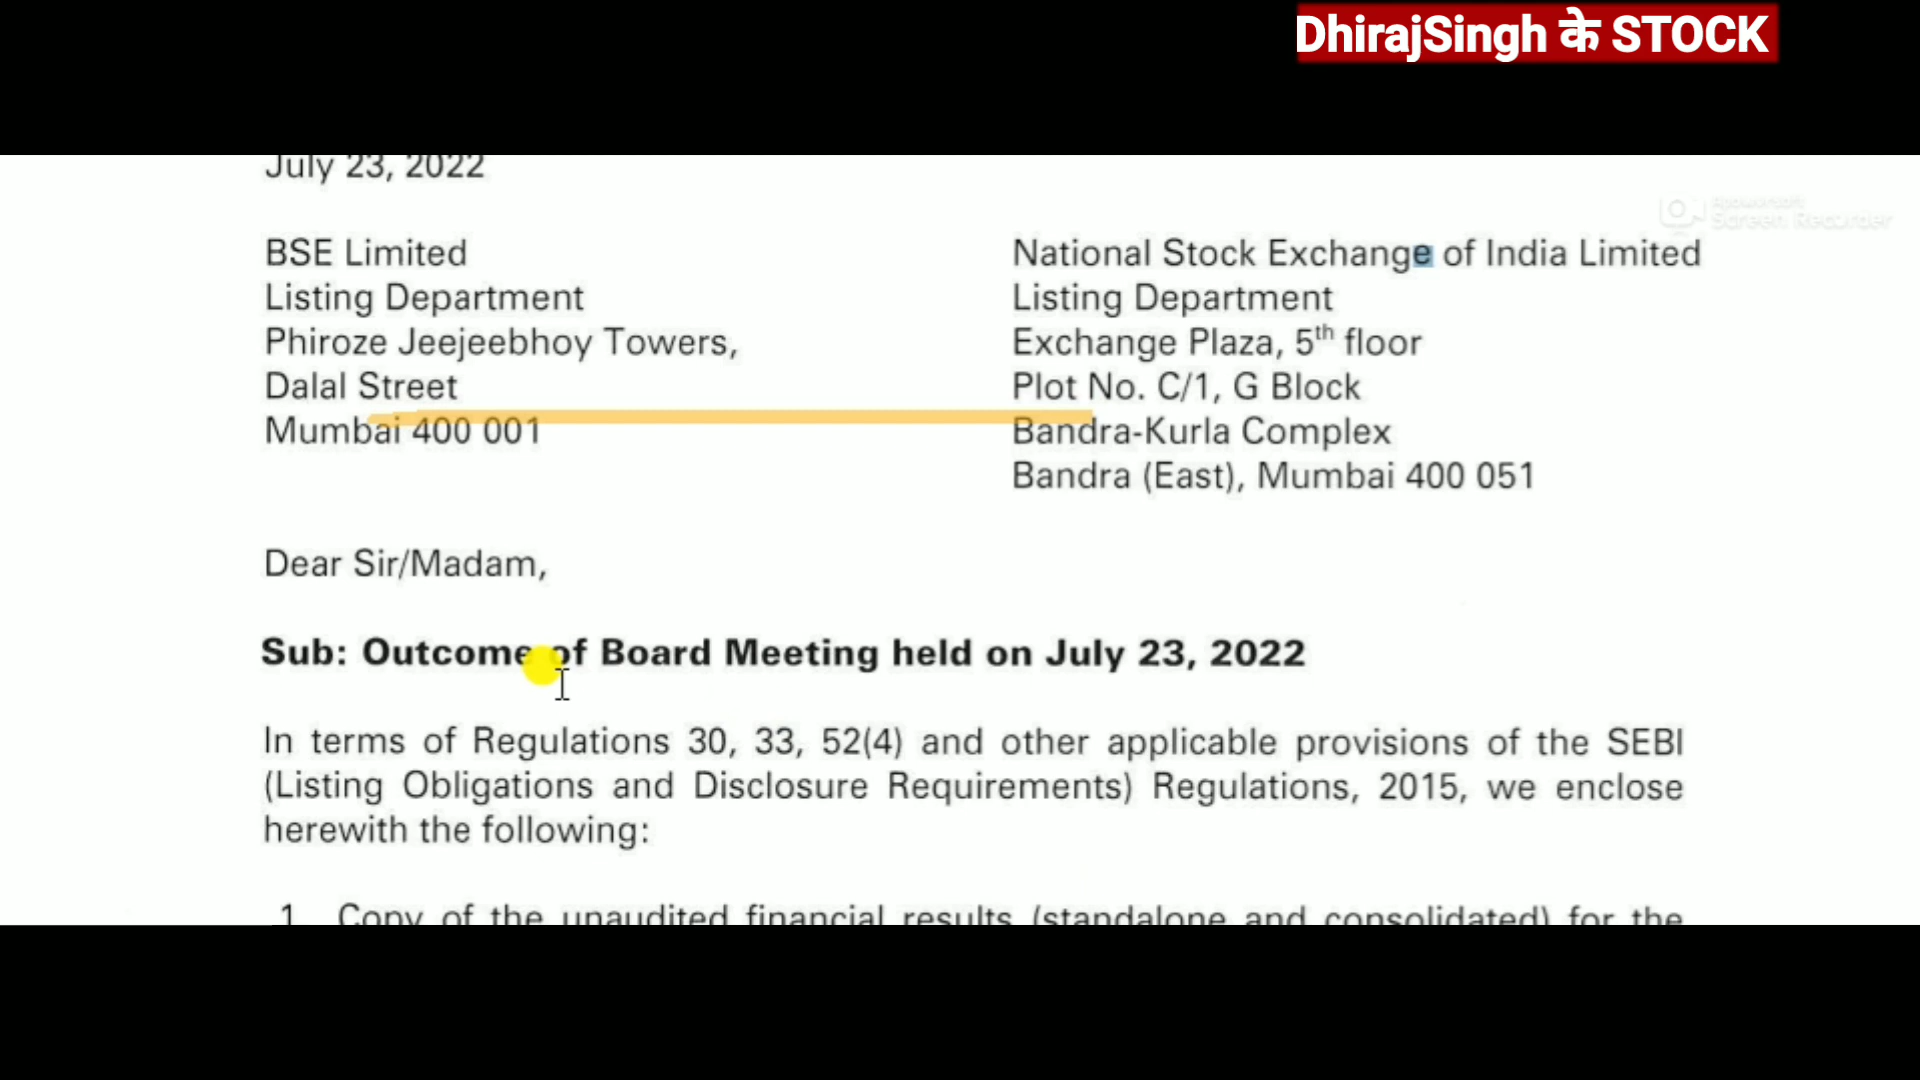 DhirajSingh के STOCK
July 23, 2022
Apowersoft
Screen Recorder
BSE Limited
Listing Department
Phiroze Jeejeebhoy Towers,
Dalal Street
Mumbai 400 001
National Stock Exchange of India Limited
Listing Department
Exchange Plaza, 5th floor
Plot No. C/1, G Block
Bandra-Kurla Complex
Bandra (East), Mumbai 400 051
Dear Sir/Madam,
Sub: Outcome of Board Meeting held on July 23, 2022
In terms of Regulations 30, 33, 52(4) and other applicable provisions of the SEBI
(Listing Obligations and Disclosure Requirements) Regulations, 2015, we enclose
herewith the following:
1 Copy of the unaudited financial results (standalone and consolidated) for the